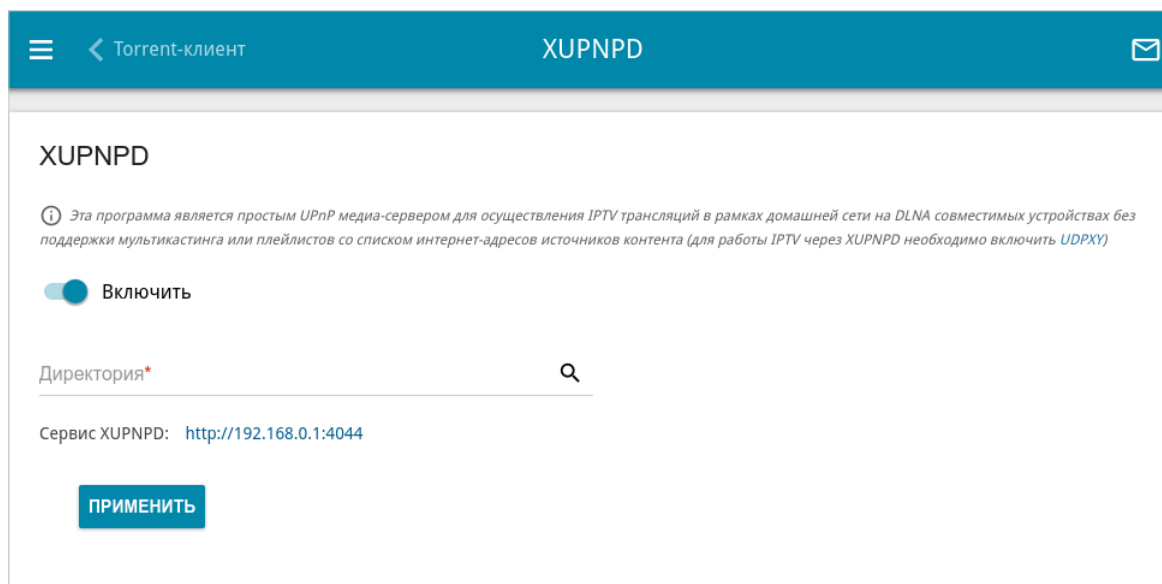 Torrent-клиент
XUPNPD
XUPNPD
Эта программа является простым UPnP медиа-сервером для осуществления IPTV трансляций в рамках домашней сети на DLNA совместимых устройствах без
поддержки мультикастинга или плейлистов со списком интернет-адресов источников контента (для работы IPTV через XUPNPD необходимо включить UDPXY)
Включить
Директория*
Сервис XUPNPD: http://192.168.0.1:4044
ПРИМЕНИТЬ